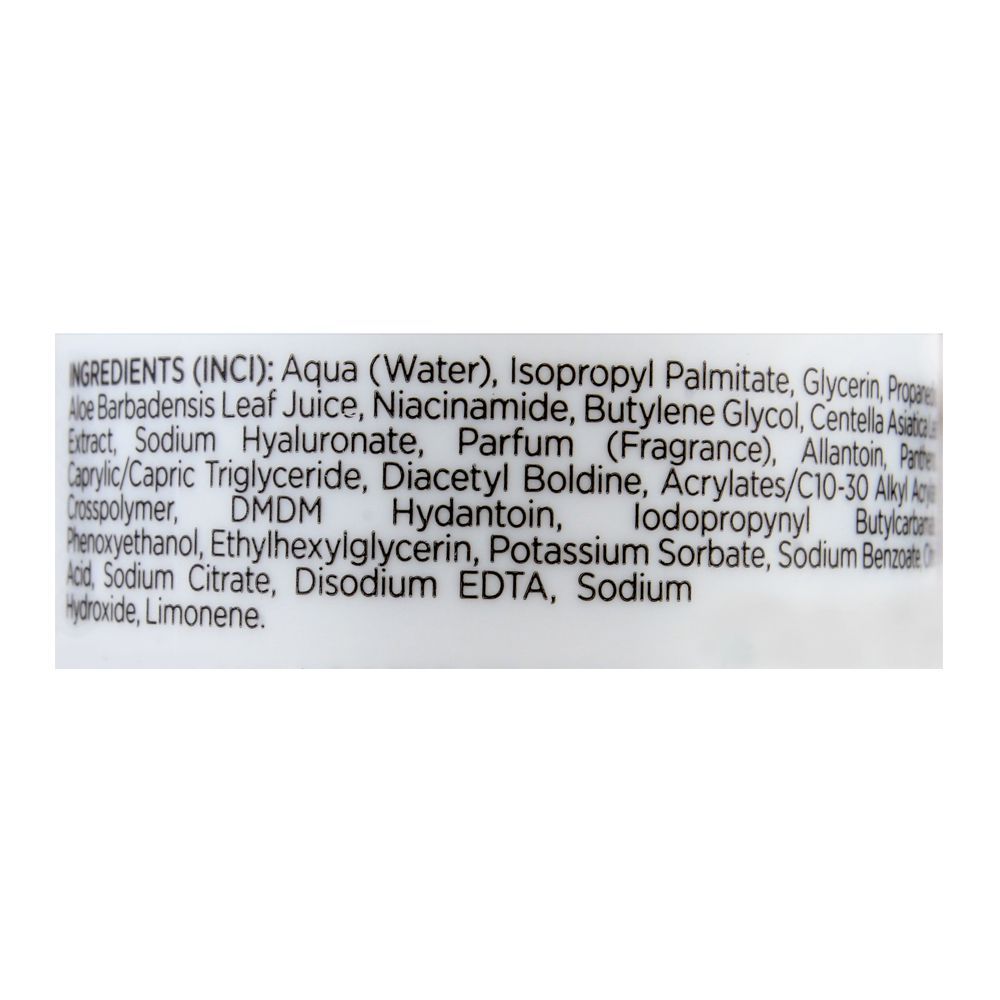 INGREDIENTS (INCI): Aqua (Water), Isopropyl Palmitate, Glycerin,
Aloe Barbadensis Leaf Juice, Niacinamide, Butylene Glycol, Centella Asiatica
Extract, Sodium Hyaluronate, Parfum (Fragrance), Allantoin,
Caprylic/Capric Triglyceride, Diacetyl Boldine, Acrylates/C10-30 Alkyl
Crosspolymer, DMDM Hydantoin, Iodopropynyl
Phenoxyethanol, Ethylhexylglycerin, Potassium Sorbate, Sodium Benzoate,
Acid, Sodium Citrate, Disodium EDTA, Sodium
Hydroxide, Limonene.